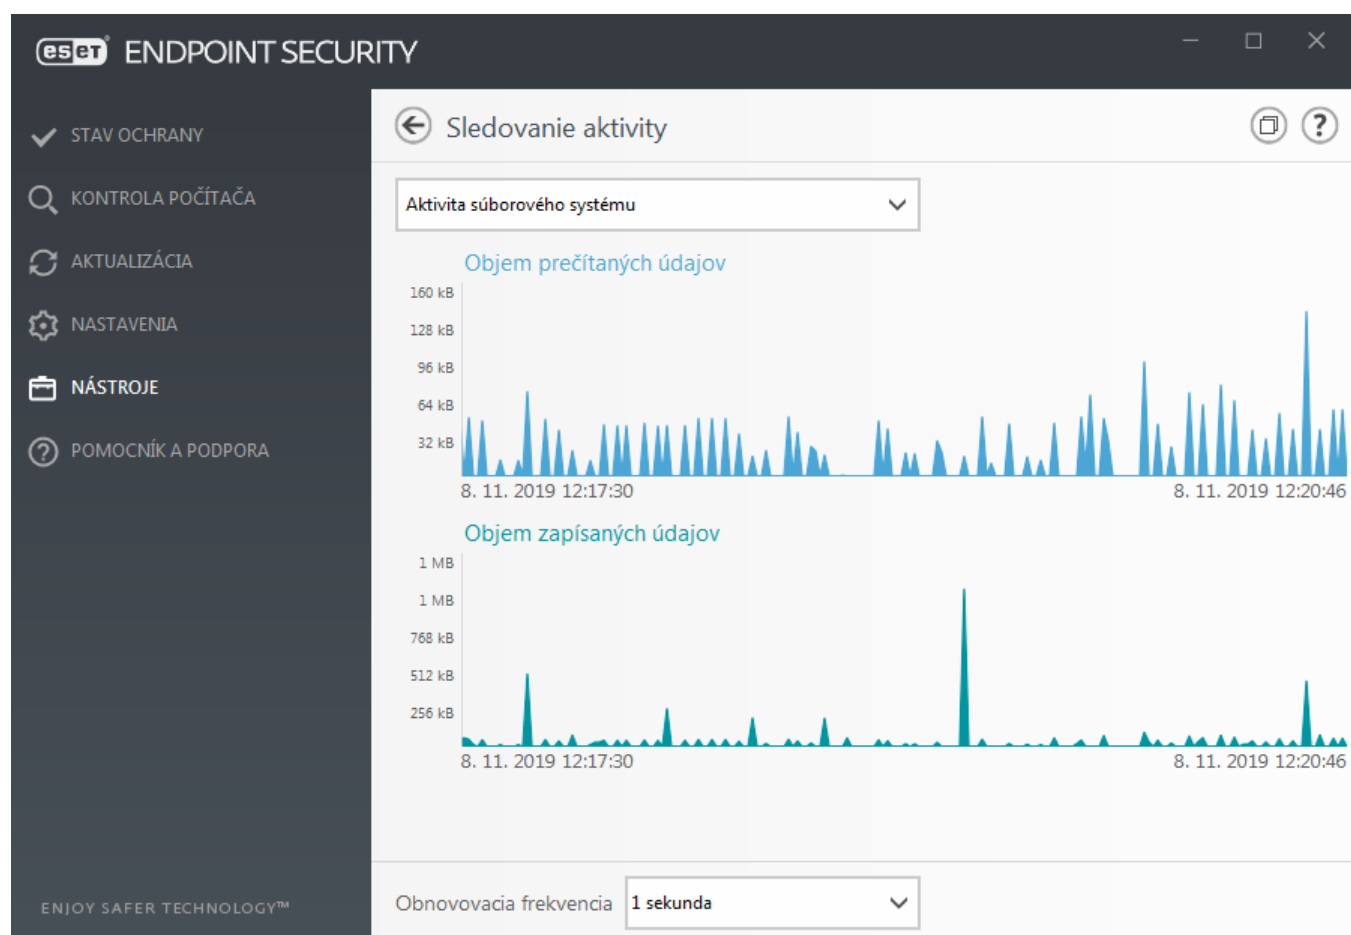 eset ENDPOINT SECURITY
STAV OCHRANY
KONTROLA POČÍTAČA
AKTUALIZÁCIA
NASTAVENIA
NÁSTROJE
POMOCNÍK A PODPORA
ENJOY SAFER TECHNOLOGY™
Sledovanie aktivity
?
Aktivita súborového systému
Objem prečítaných údajov
160 kB
128 kB
96 kB
64 kB
32 kB
8. 11. 2019 12:17:30 8. 11. 2019 12:20:46
Objem zapísaných údajov
1 MB
1 MB
768 kB
512 kB
256 kB
8. 11. 2019 12:17:30 8. 11. 2019 12:20:46
Obnovovacia frekvencia 1 sekunda